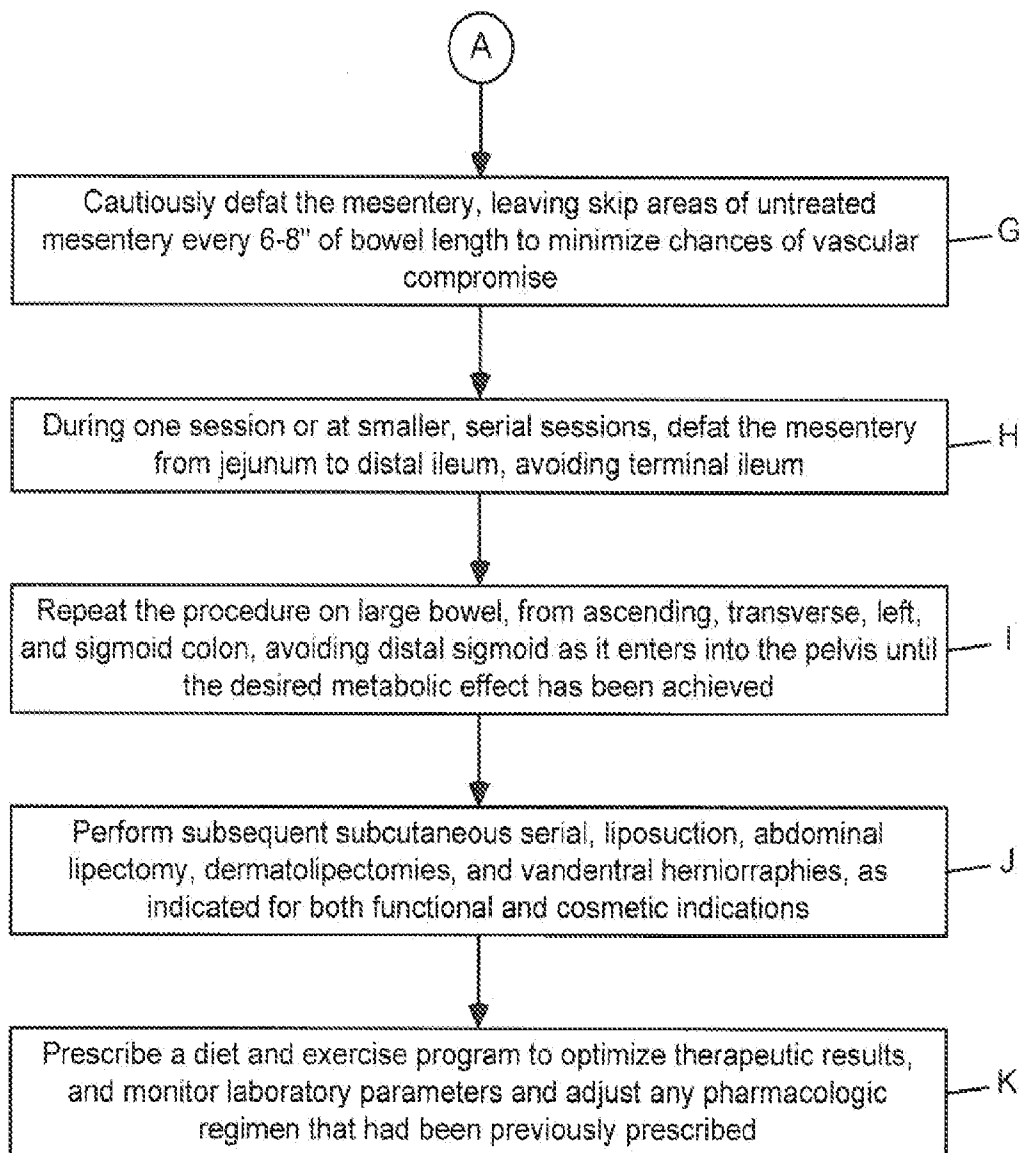 A
Cautiously defat the mesentery, leaving skip areas of untreated
mesentery every 6-8" of bowel length to minimize chances of vascular
compromise
G
During one session or at smaller, serial sessions, defat the mesentery
from jejunum to distal ileum, avoiding terminal ileum
H
Repeat the procedure on large bowel, from ascending, transverse, left,
and sigmoid colon, avoiding distal sigmoid as it enters into the pelvis until
the desired metabolic effect has been achieved
I
Perform subsequent subcutaneous serial, liposuction, abdominal
lipectomy, dermatolipectomies, and vandentral herniorraphies, as
indicated for both functional and cosmetic indications
J
Prescribe a diet and exercise program to optimize therapeutic results,
and monitor laboratory parameters and adjust any pharmacologic
regimen that had been previously prescribed
K